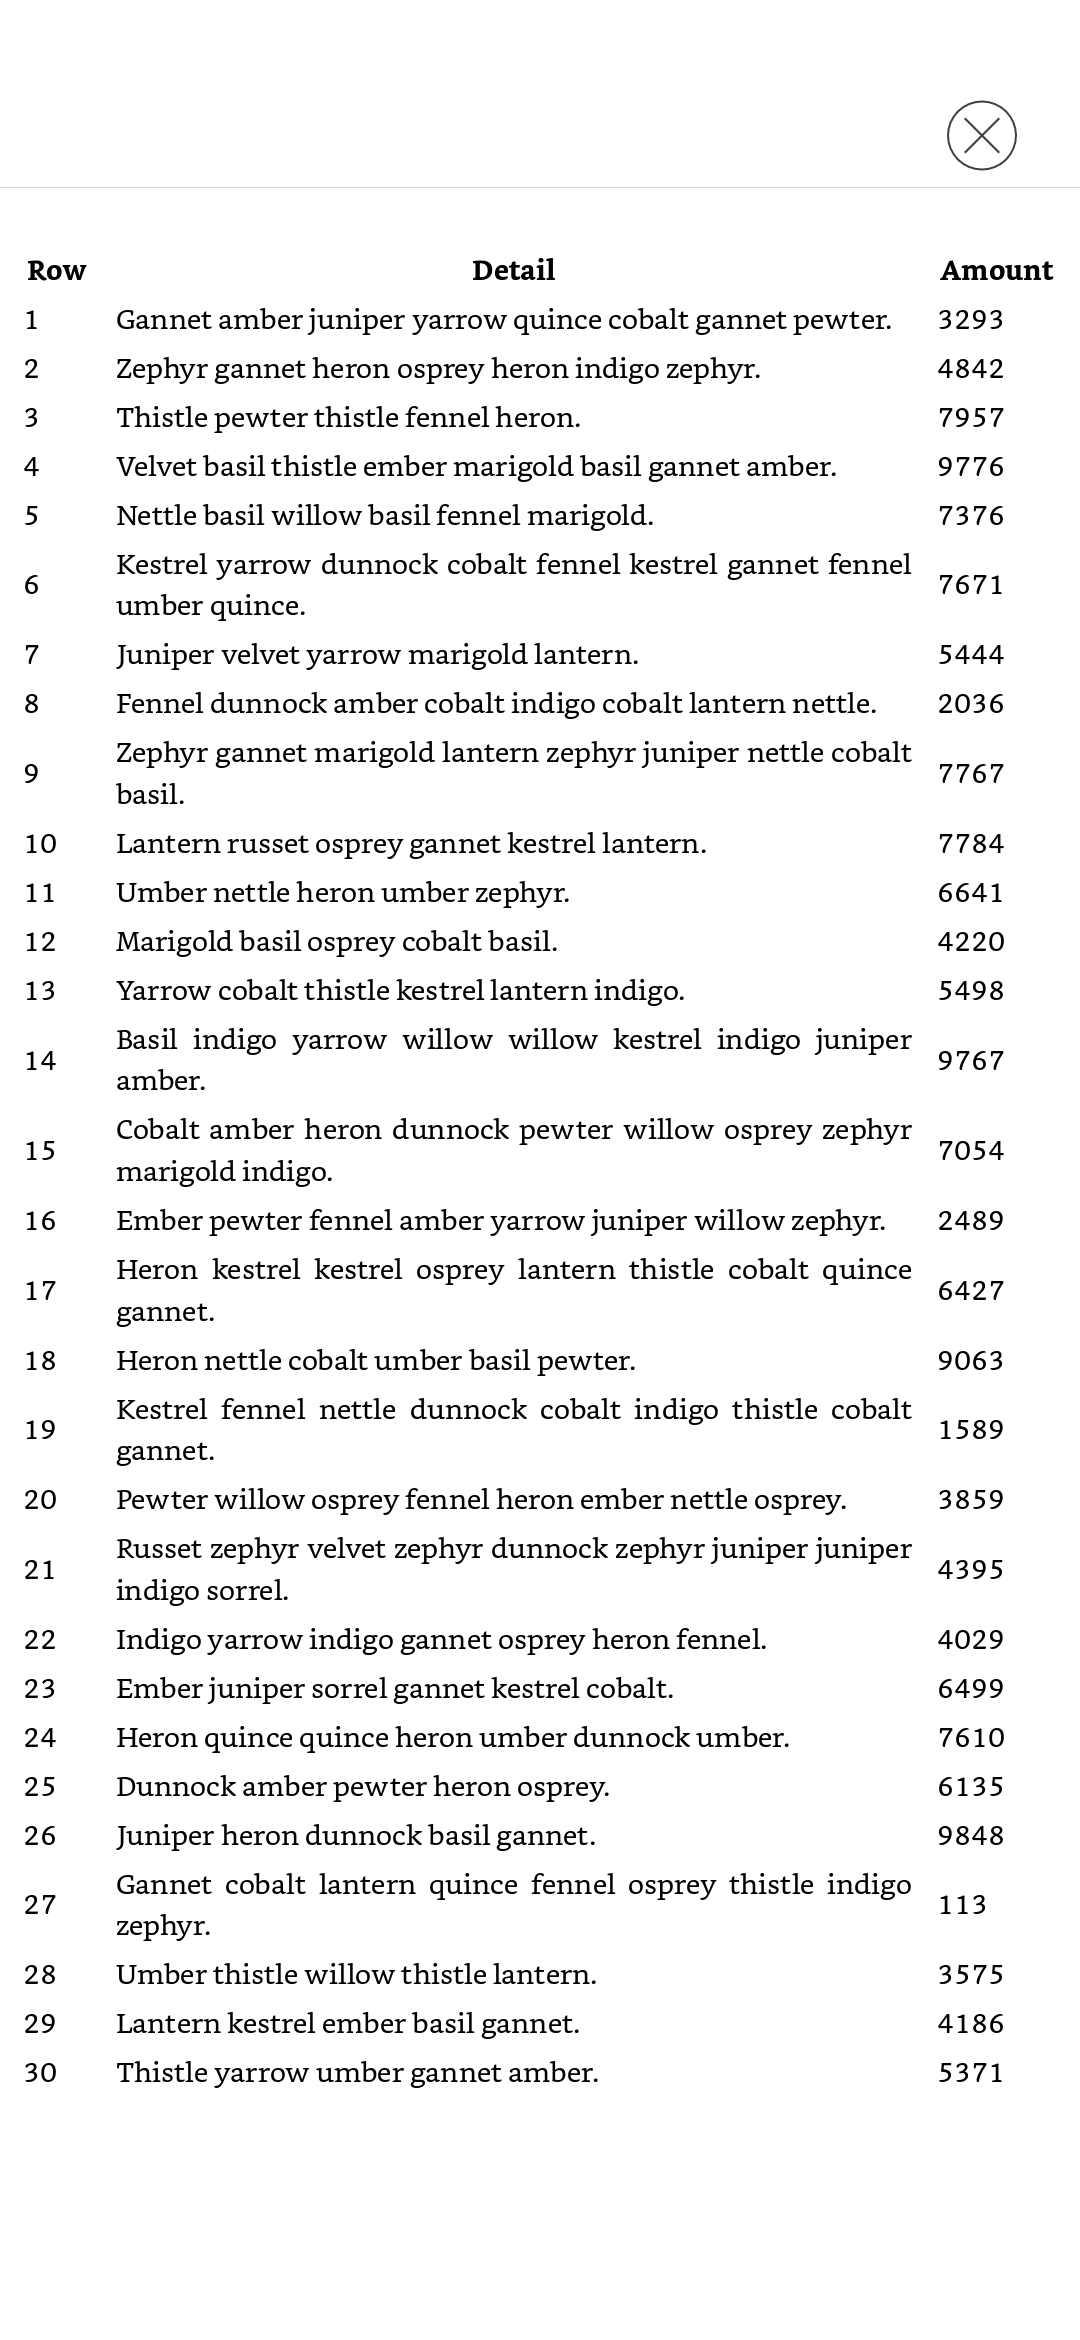 Row Detail Amount
1 Gannet amber juniper yarrow quince cobalt gannet pewter. 3293
2 Zephyr gannet heron osprey heron indigo zephyr. 4842
3 Thistle pewter thistle fennel heron. 7957
4 Velvet basil thistle ember marigold basil gannet amber. 9776
5 Nettle basil willow basil fennel marigold. 7376
6 Kestrel yarrow dunnock cobalt fennel kestrel gannet fennel 7671
umber quince.
7 Juniper velvet yarrow marigold lantern. 5444
8 Fennel dunnock amber cobalt indigo cobalt lantern nettle. 2036
9 Zephyr gannet marigold lantern zephyr juniper nettle cobalt 7767
basil.
10 Lantern russet osprey gannet kestrel lantern. 7784
11 Umber nettle heron umber zephyr. 6641
12 Marigold basil osprey cobalt basil. 4220
13 Yarrow cobalt thistle kestrel lantern indigo. 5498
14 Basil indigo yarrow willow willow kestrel indigo juniper 9767
amber.
15 Cobalt amber heron dunnock pewter willow osprey zephyr 7054
marigold indigo.
16 Ember pewter fennel amber yarrow juniper willow zephyr. 2489
17 Heron kestrel kestrel osprey lantern thistle cobalt quince 6427
gannet.
18 Heron nettle cobalt umber basil pewter. 9063
19 Kestrel fennel nettle dunnock cobalt indigo thistle cobalt 1589
gannet.
20 Pewter willow osprey fennel heron ember nettle osprey. 3859
21 Russet zephyr velvet zephyr dunnock zephyr juniper juniper 4395
indigo sorrel.
22 Indigo yarrow indigo gannet osprey heron fennel. 4029
23 Ember juniper sorrel gannet kestrel cobalt. 6499
24 Heron quince quince heron umber dunnock umber. 7610
25 Dunnock amber pewter heron osprey. 6135
26 Juniper heron dunnock basil gannet. 9848
27 Gannet cobalt lantern quince fennel osprey thistle indigo 113
zephyr.
28 Umber thistle willow thistle lantern. 3575
29 Lantern kestrel ember basil gannet. 4186
30 Thistle yarrow umber gannet amber. 5371